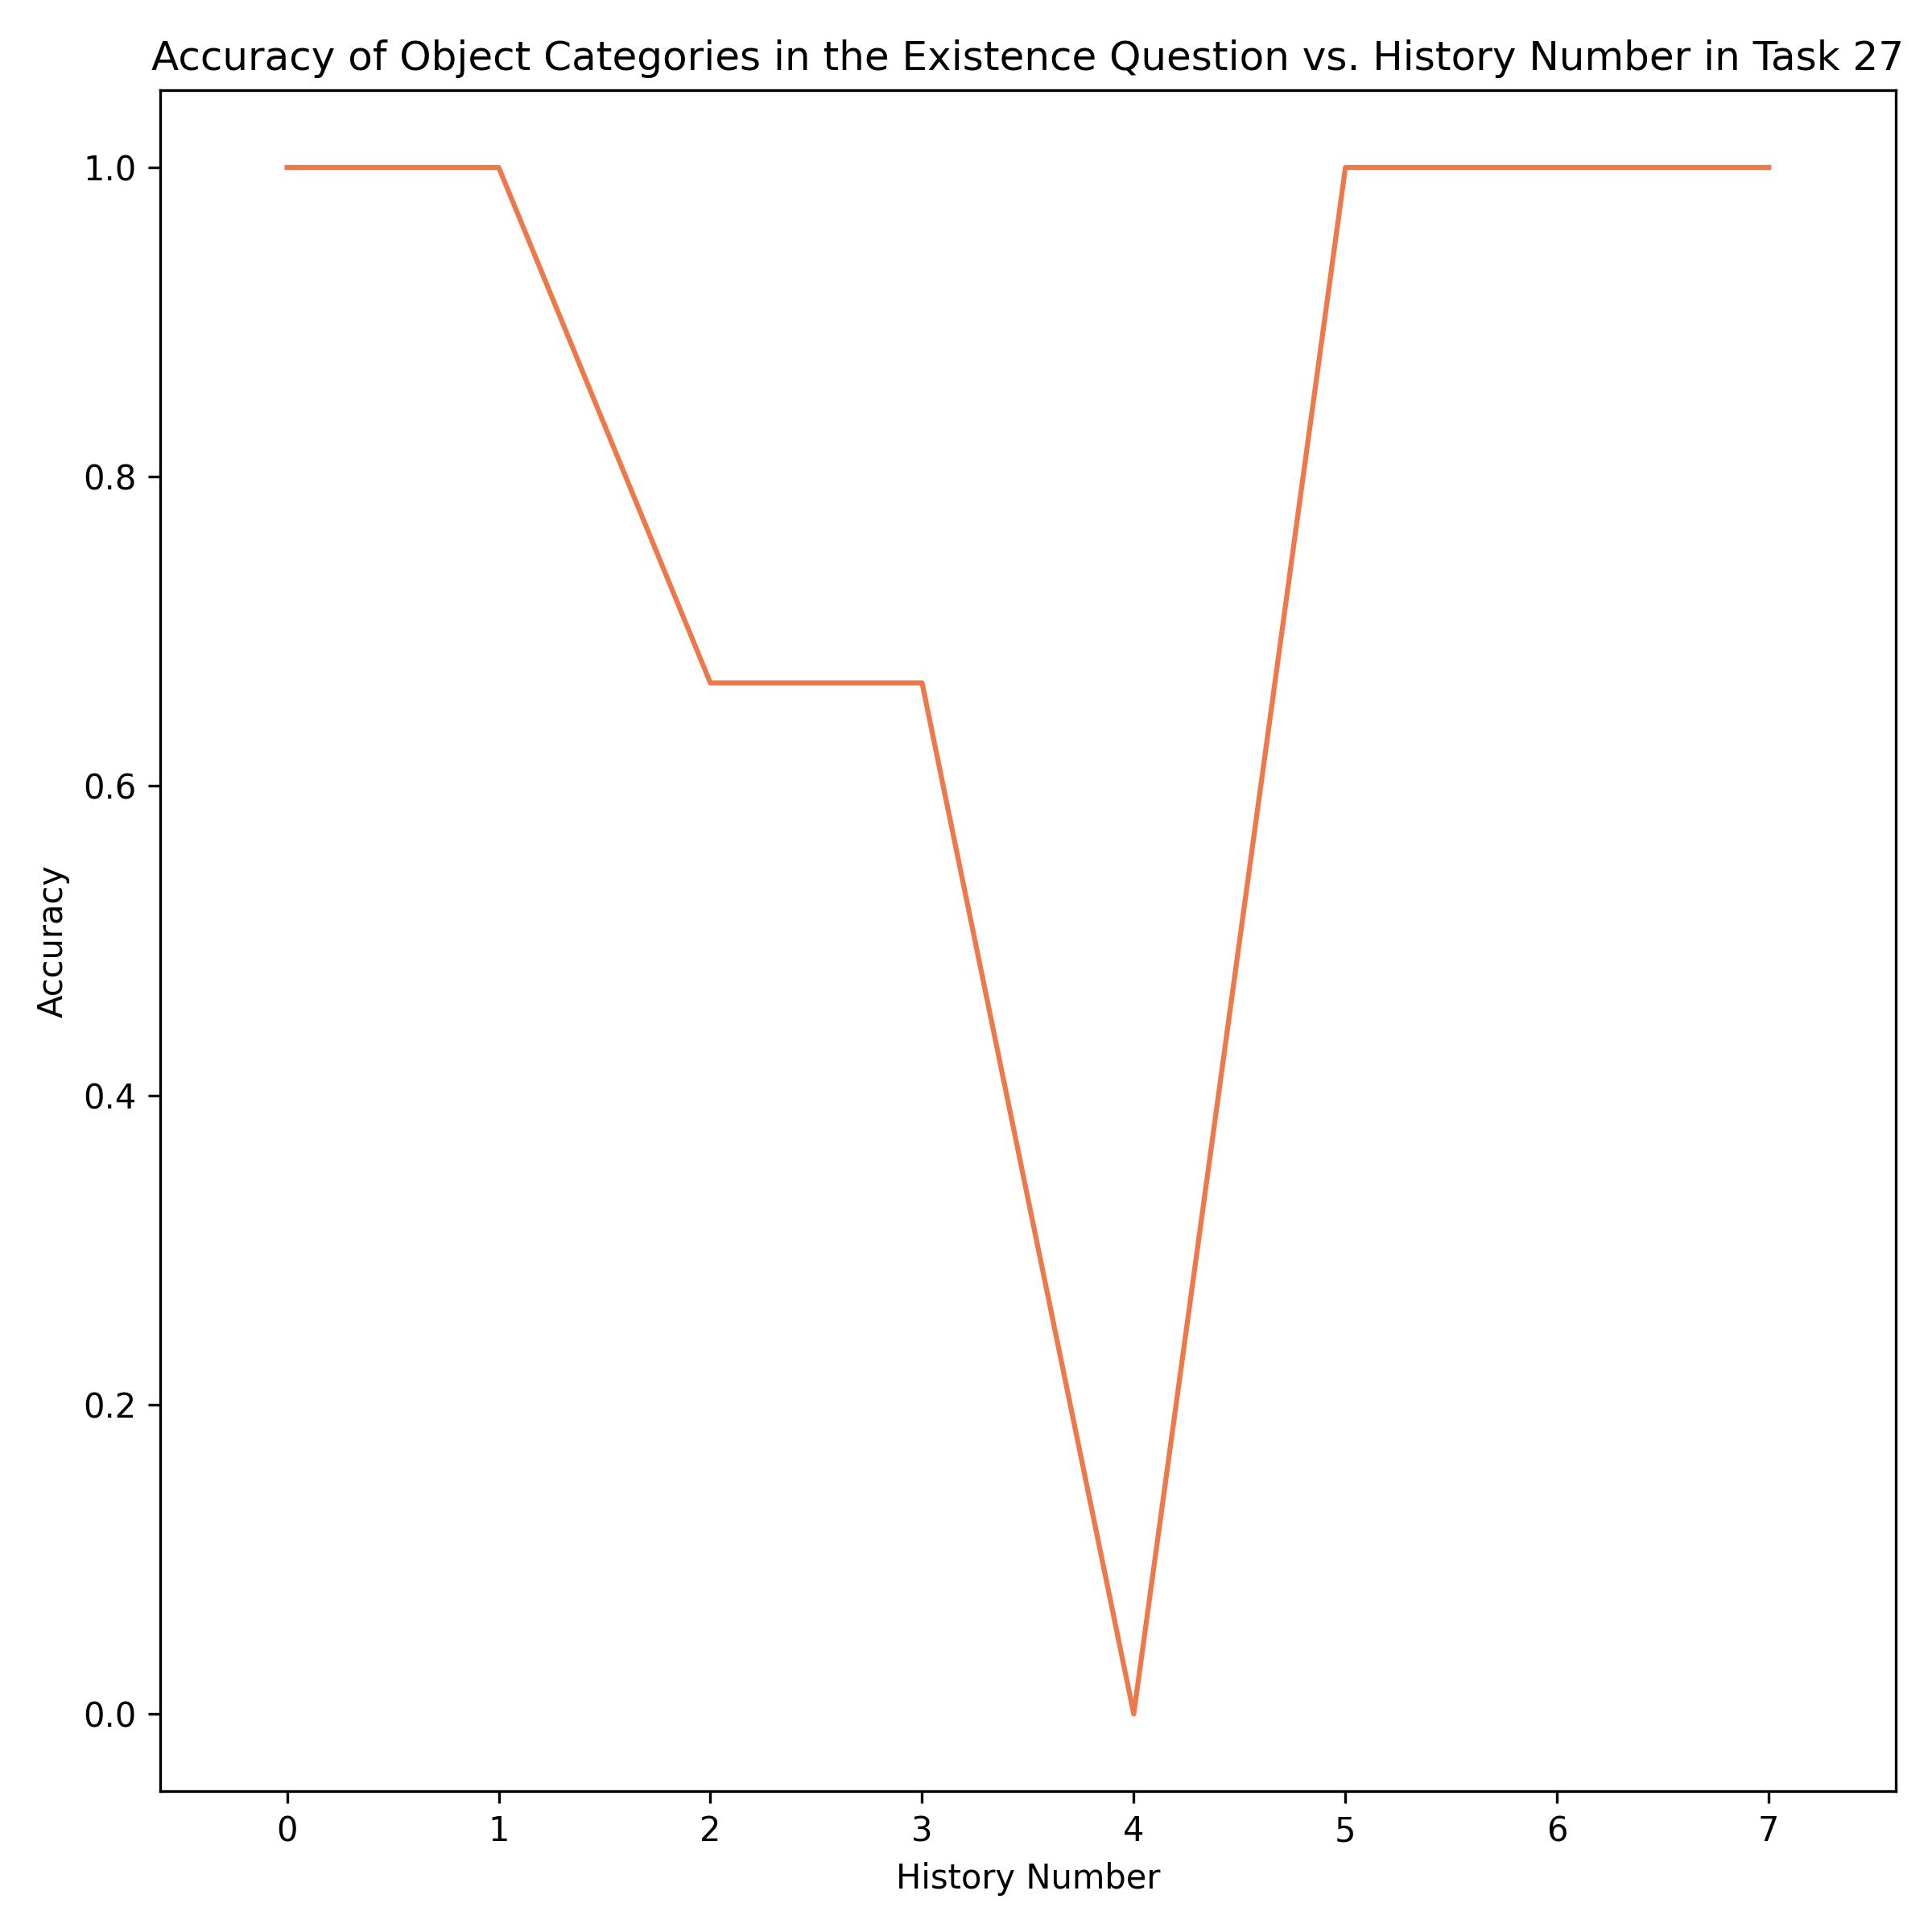 Accuracy of Object Categories in the Existence Question vs. History Number in Task 27
1.0
0.8
0.6
0.4
0.2
0.0
Accuracy
0 1 2 3 4 5 6 7
History Number